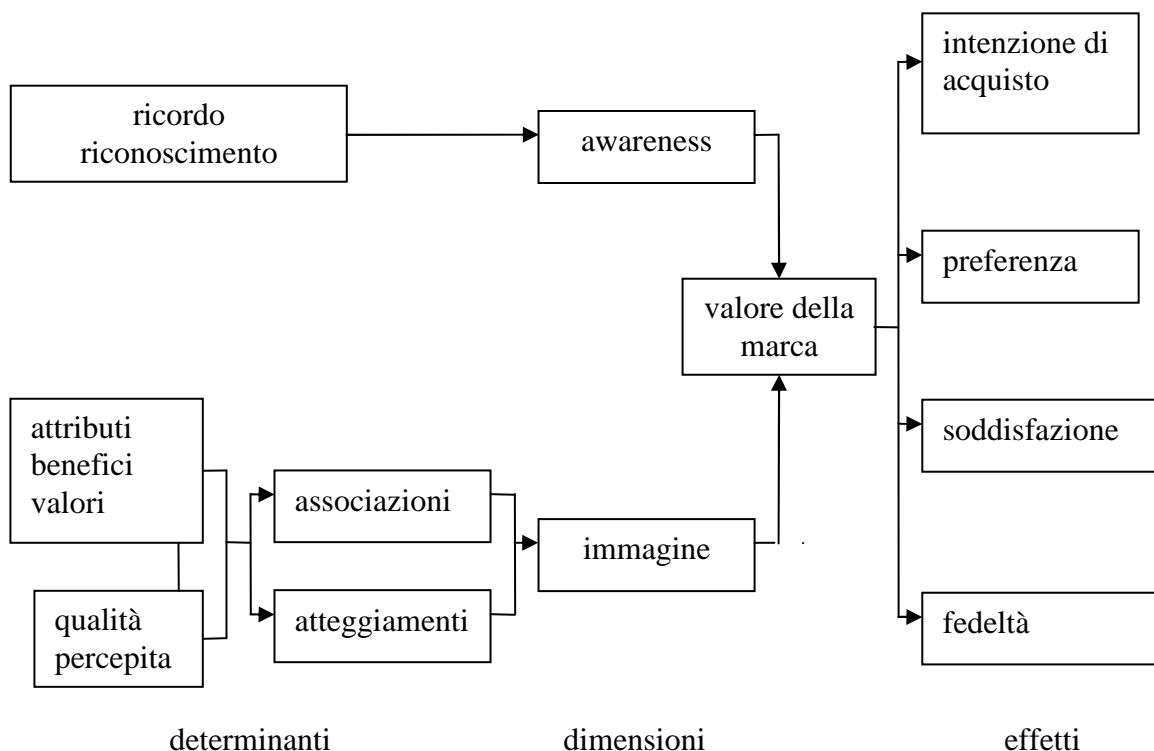 intenzione di
acquisto
ricordo
riconoscimento
awareness
preferenza
valore della
marca
attributi
benefici
valori
associazioni
soddisfazione
immagine
qualità
percepita
atteggiamenti
fedeltà
determinanti
dimensioni
effetti